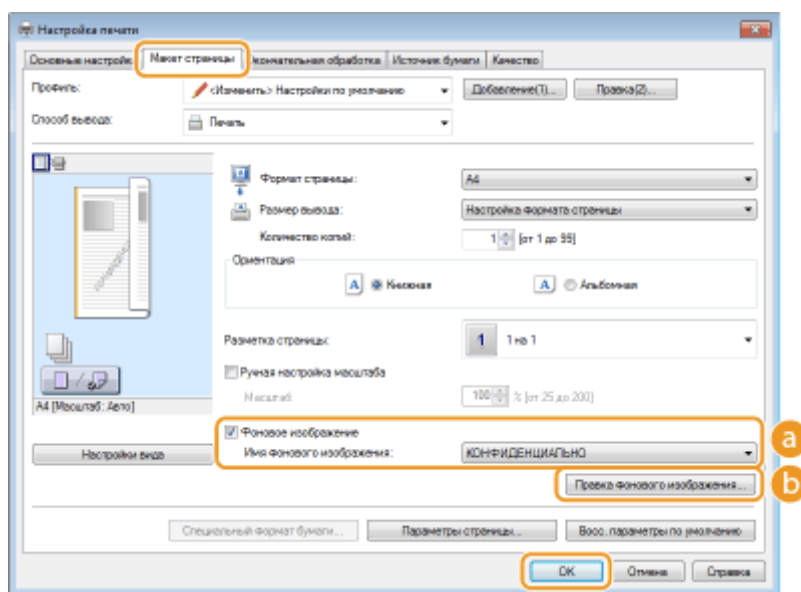 Настройка печати
Основные настройки Макет страницы Окончательная обработка Источник бумаги Качество
Профиль: <Изменить> Настройки по умолчанию Добавление(1)... Правка(2)...
Способ вывода: Печать
Формат страницы: A4
Размер вывода: Настройка формата страницы
Количество копий: 1 [от 1 до 99]
Ориентация
A Книжная A Альбомная
Разметка страницы: 1 1 на 1
Ручная настройка масштаба
Масштаб: 100 % [от 25 до 200]
A4 [Масштаб: Авто]
Фоновое изображение a
Настройки вида Имя фонового изображения: КОНФИДЕНЦИАЛЬНО
Правка фонового изображения... b
Специальный формат бумаги... Параметры страницы... Восс. параметры по умолчанию
OK Отмена Справка